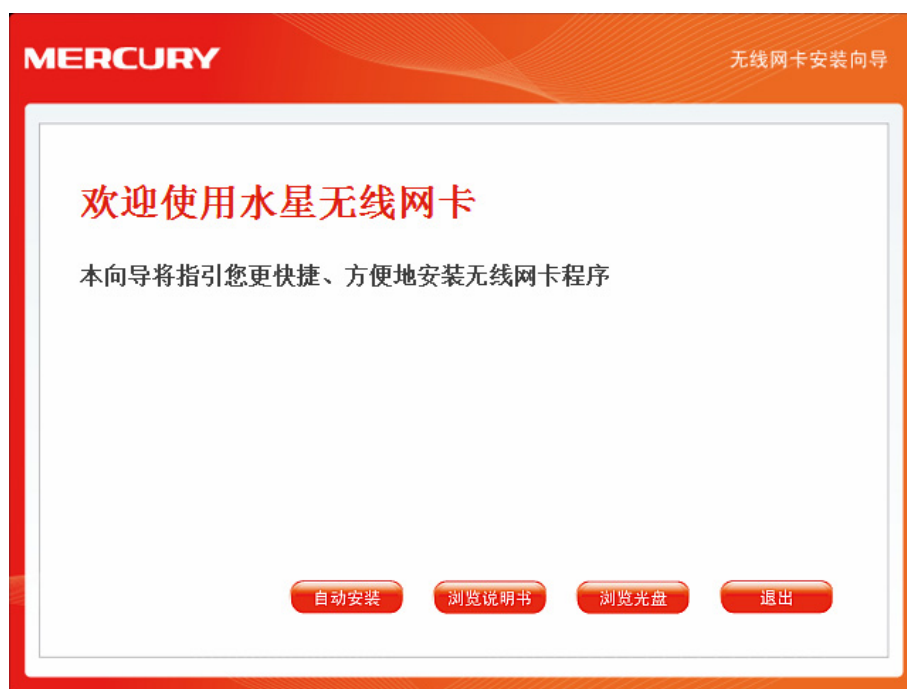 MERCURY
无线网卡安装向导
欢迎使用水星无线网卡
本向导将指引您更快捷、方便地安装无线网卡程序
自动安装 浏览说明书 浏览光盘 退出